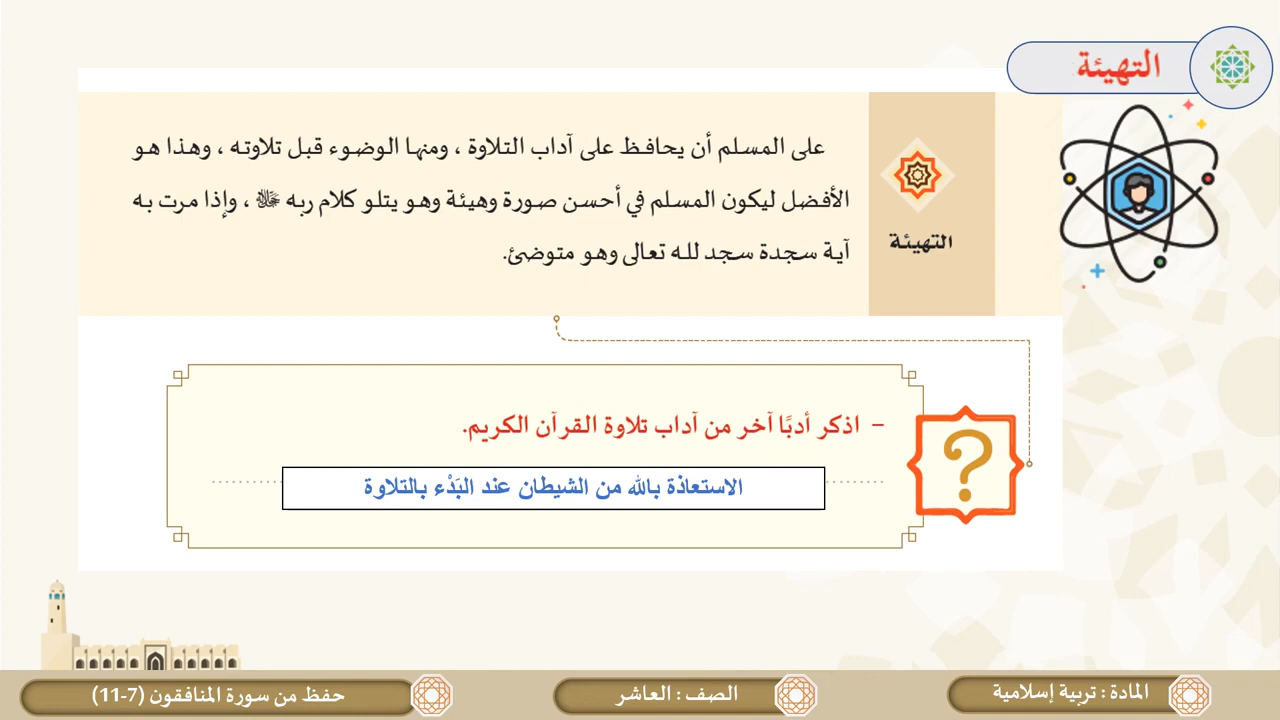 التهيئة
على المسلم أن يحافظ على آداب التلاوة ، ومنها الوضوء قبل تلاوته ، وهذا هو
الأفضل ليكون المسلم في أحسن صورة وهيئة وهو يتلو كلام ربه ﷻ ، وإذا مرت به
آية سجدة سجد لله تعالى وهو متوضئ.
التهيئة
– اذكر أدبًا آخر من آداب تلاوة القرآن الكريم.
الاستعاذة بالله من الشيطان عند البَدْء بالتلاوة
?
المادة : تربية إسلامية
الصف : العاشر
حفظ من سورة المنافقون (7-11)